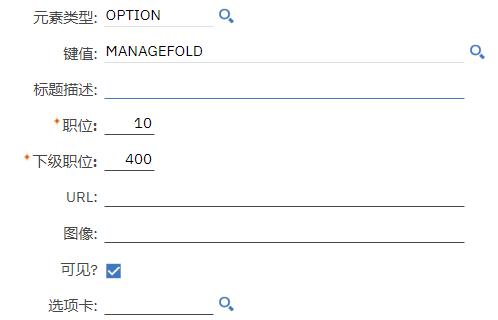 元素类型: OPTION
键值: MANAGEFOLD
标题描述:
*职位: 10
*下级职位: 400
URL:
图像:
可见?
选项卡: